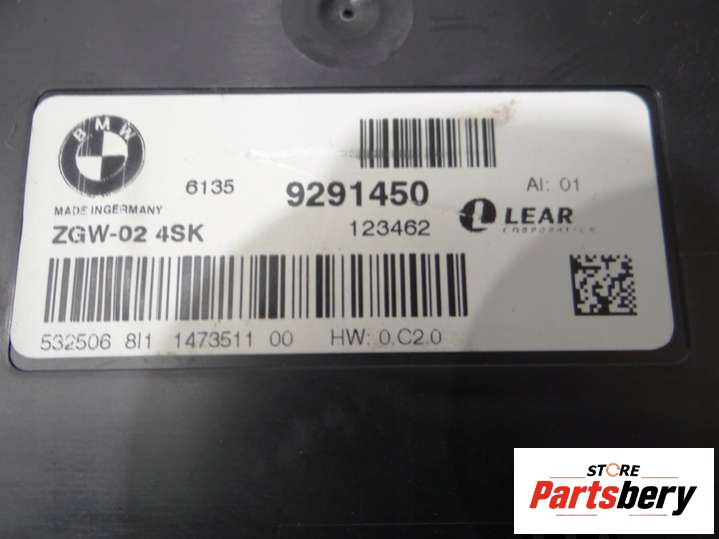 BMW
6135 9291450 AI: 01
MADE INGERMANY
ZGW-02 4SK 123462 LEAR
CORPORATION
532506 8I1 1473511 00 HW: 0.C2.0
STORE
Partsbery